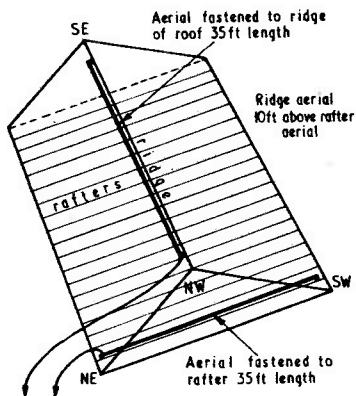 SE
Aerial fastened to ridge
of roof 35ft length
Ridge aerial
10ft above rafter
aerial
ridge
rafters
NW
SW
NE
Aerial fastened to
rafter 35ft length